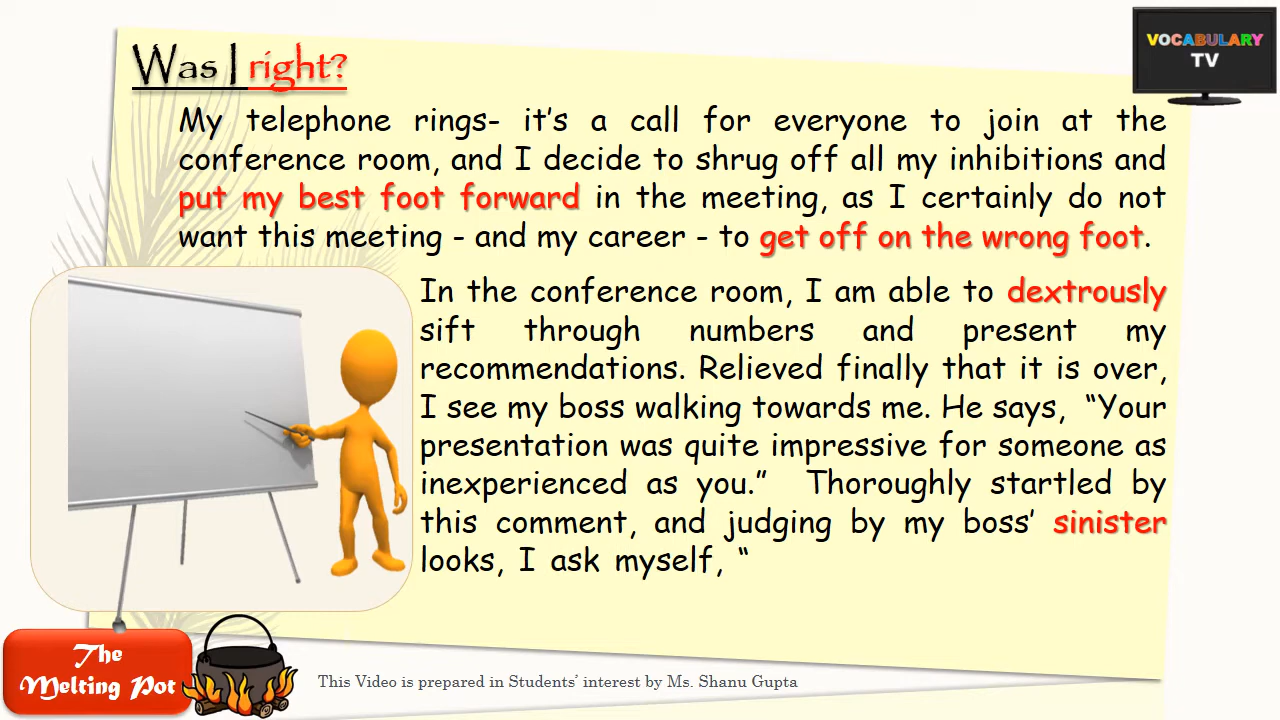 VOCABULARY
TV
Was I right?
My telephone rings- it’s a call for everyone to join at the
conference room, and I decide to shrug off all my inhibitions and
put my best foot forward in the meeting, as I certainly do not
want this meeting - and my career - to get off on the wrong foot.
In the conference room, I am able to dextrously
sift through numbers and present my
recommendations. Relieved finally that it is over,
I see my boss walking towards me. He says, “Your
presentation was quite impressive for someone as
inexperienced as you.” Thoroughly startled by
this comment, and judging by my boss’ sinister
looks, I ask myself, “
The
Melting Pot
This Video is prepared in Students’ interest by Ms. Shanu Gupta